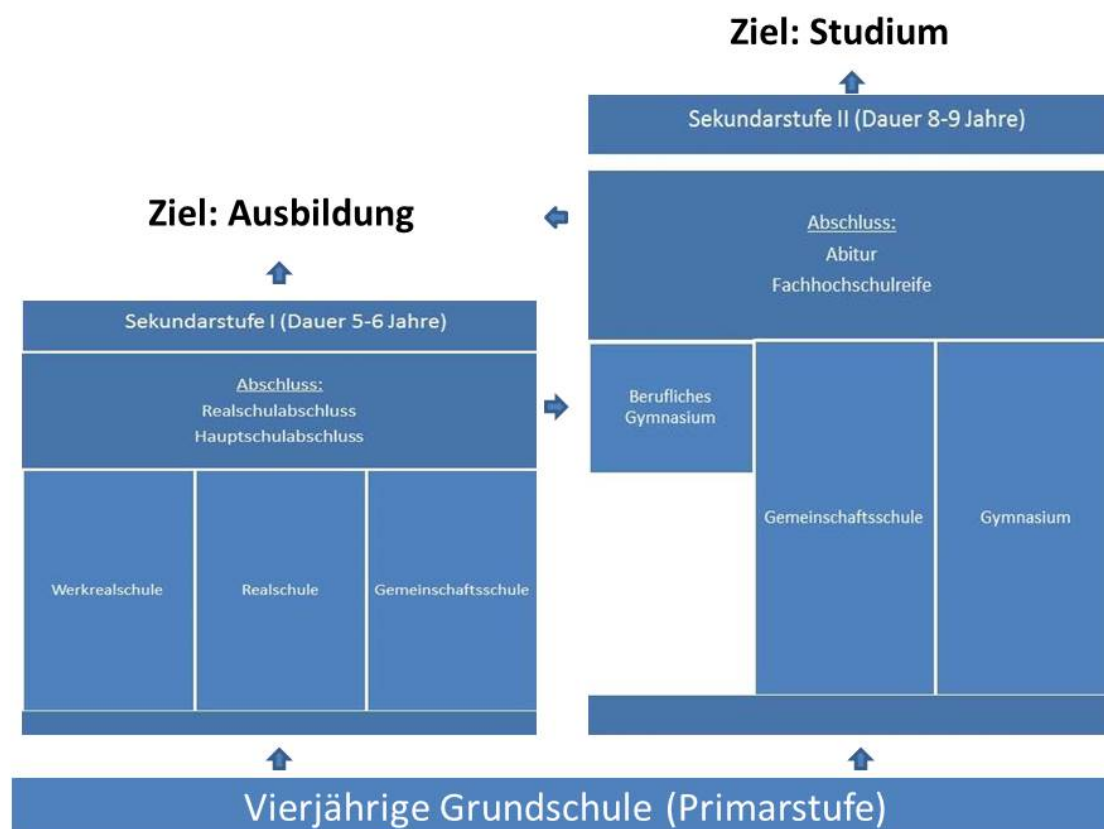 Ziel: Studium
Sekundarstufe II (Dauer 8-9 Jahre)
Abschluss:
Abitur
Fachhochschulreife
Berufliches
Gymnasium
Gemeinschaftsschule
Gymnasium
Ziel: Ausbildung
Sekundarstufe I (Dauer 5-6 Jahre)
Abschluss:
Realschulabschluss
Hauptschulabschluss
Werkrealschule
Realschule
Gemeinschaftsschule
Vierjährige Grundschule (Primarstufe)